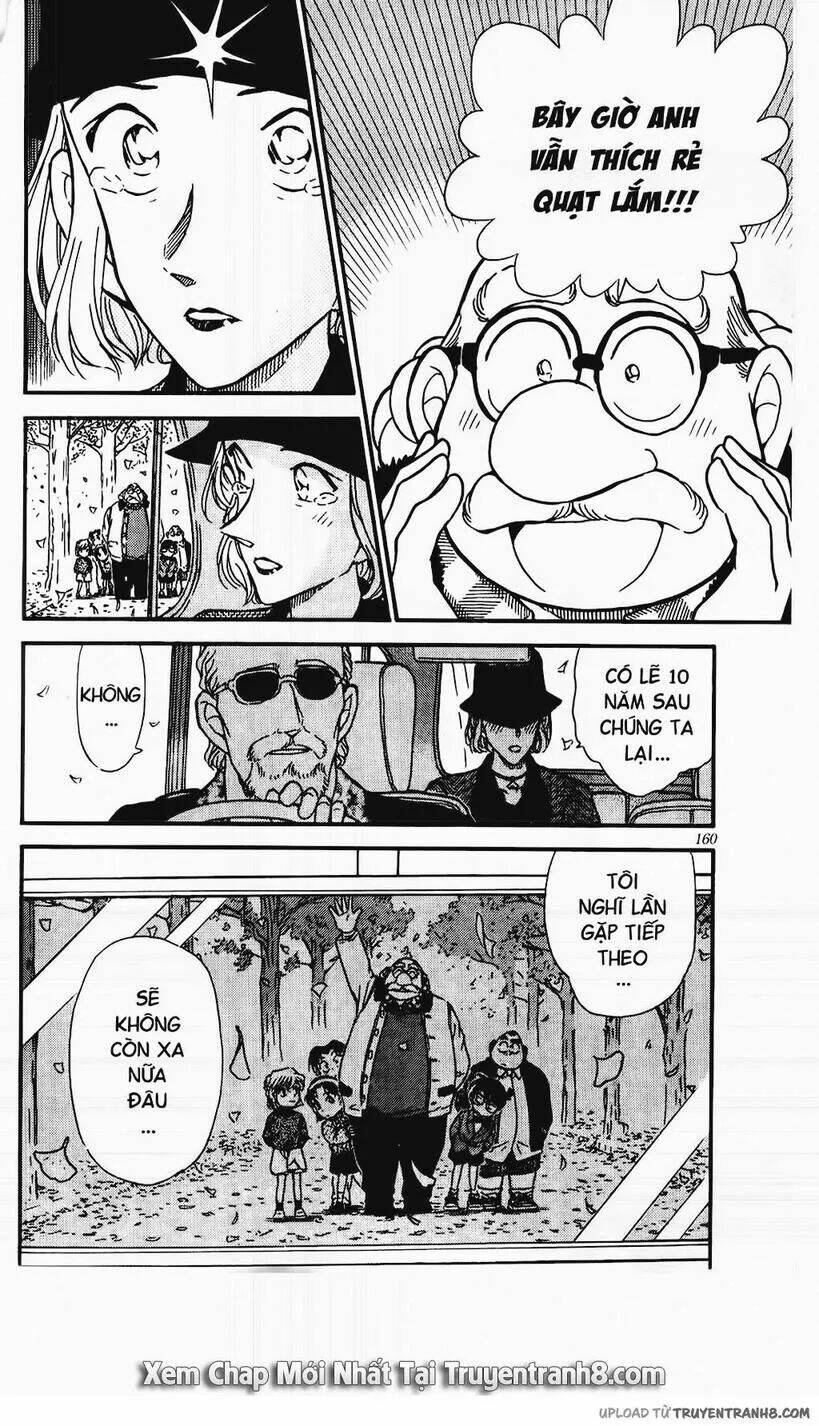 BÂY GIỜ ANH
VẪN THÍCH RẺ
QUẠT LẮM!!!
CÓ LẼ 10
NĂM SAU
CHÚNG TA
LẠI...
KHÔNG
...
160
TÔI
NGHĨ LẦN
GẶP TIẾP
THEO
...
SẼ
KHÔNG
CÒN XA
NỮA
ĐÂU
...
Xem Chap Mới Nhất Tại Truyentranh8.com
UPLOAD TỪ TRUYENTRANH8.COM